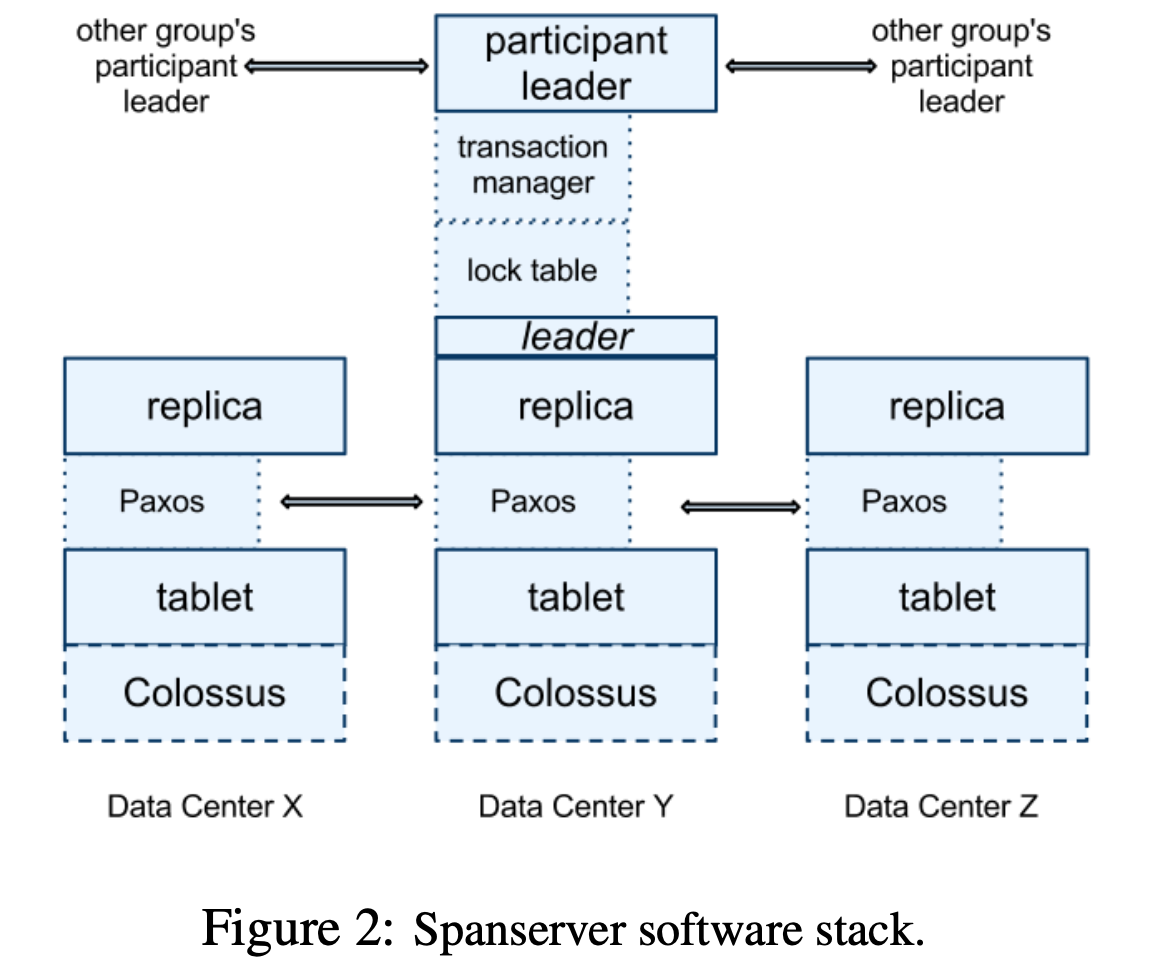 other group's
participant
leader
participant
leader
other group's
participant
leader
transaction
manager
lock table
leader
replica
replica
replica
Paxos
Paxos
Paxos
tablet
tablet
tablet
Colossus
Colossus
Colossus
Data Center X
Data Center Y
Data Center Z
Figure 2: Spanserver software stack.